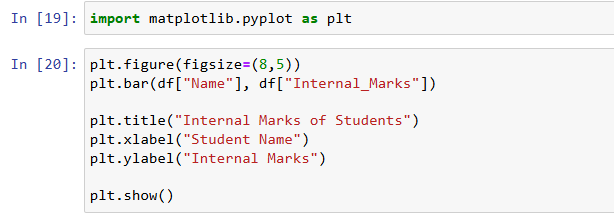 In [19]: import matplotlib.pyplot as plt
In [20]: plt.figure(figsize=(8,5))
plt.bar(df["Name"], df["Internal_Marks"])
plt.title("Internal Marks of Students")
plt.xlabel("Student Name")
plt.ylabel("Internal Marks")
plt.show()